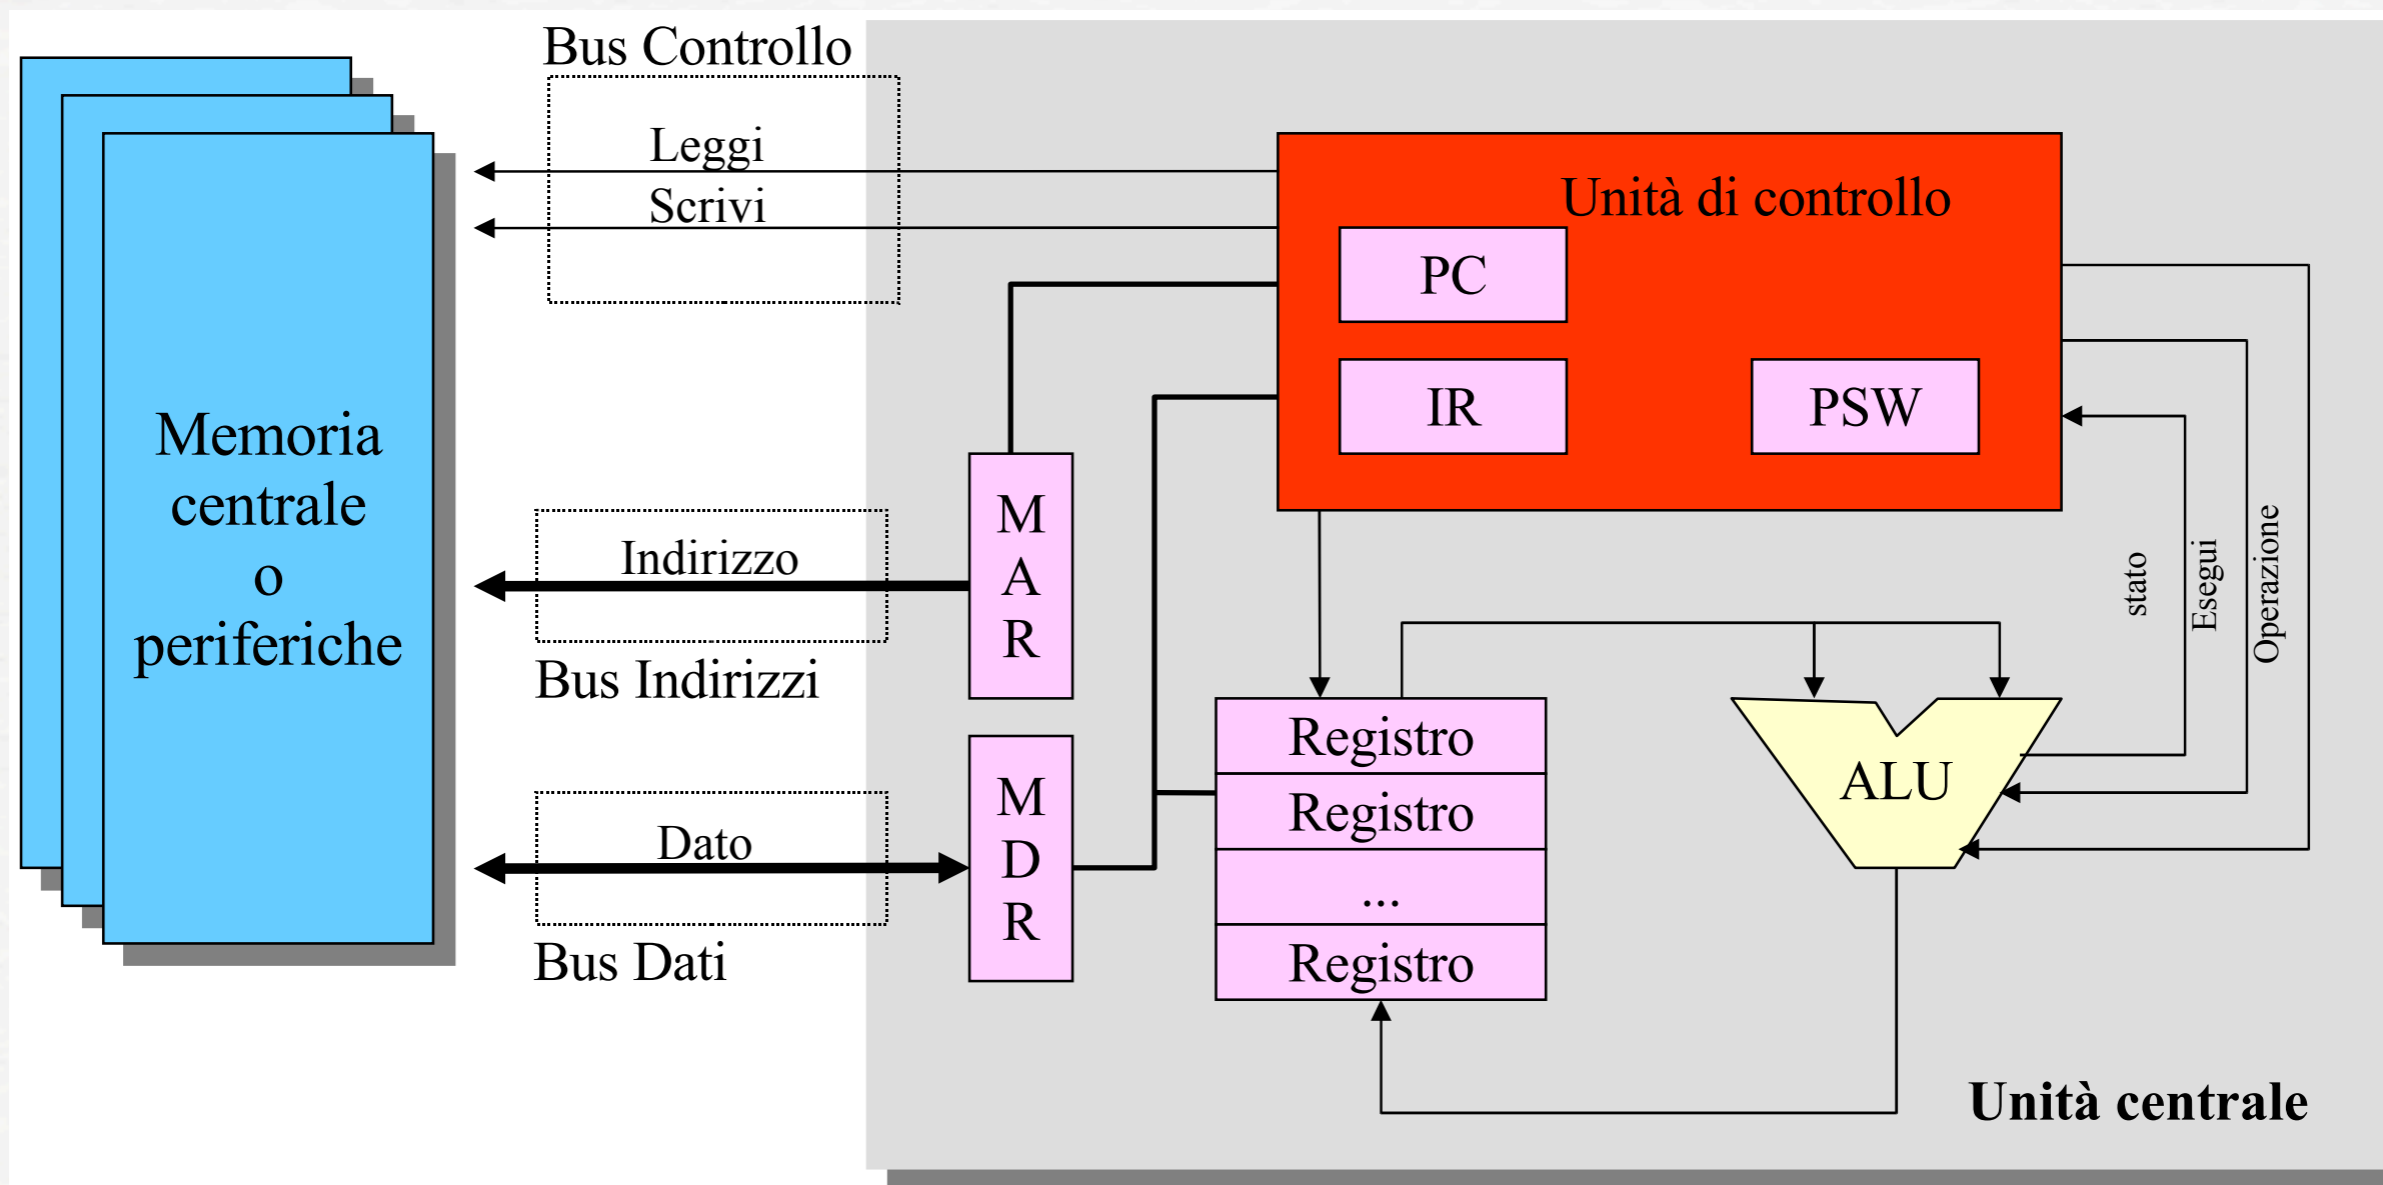 Bus Controllo
Leggi
Scrivi
Unità di controllo
PC
IR
PSW
Memoria
centrale
o
periferiche
Indirizzo
Bus Indirizzi
M
A
R
stato
Esegui
Operazione
Dato
Bus Dati
M
D
R
Registro
Registro
...
Registro
ALU
Unità centrale